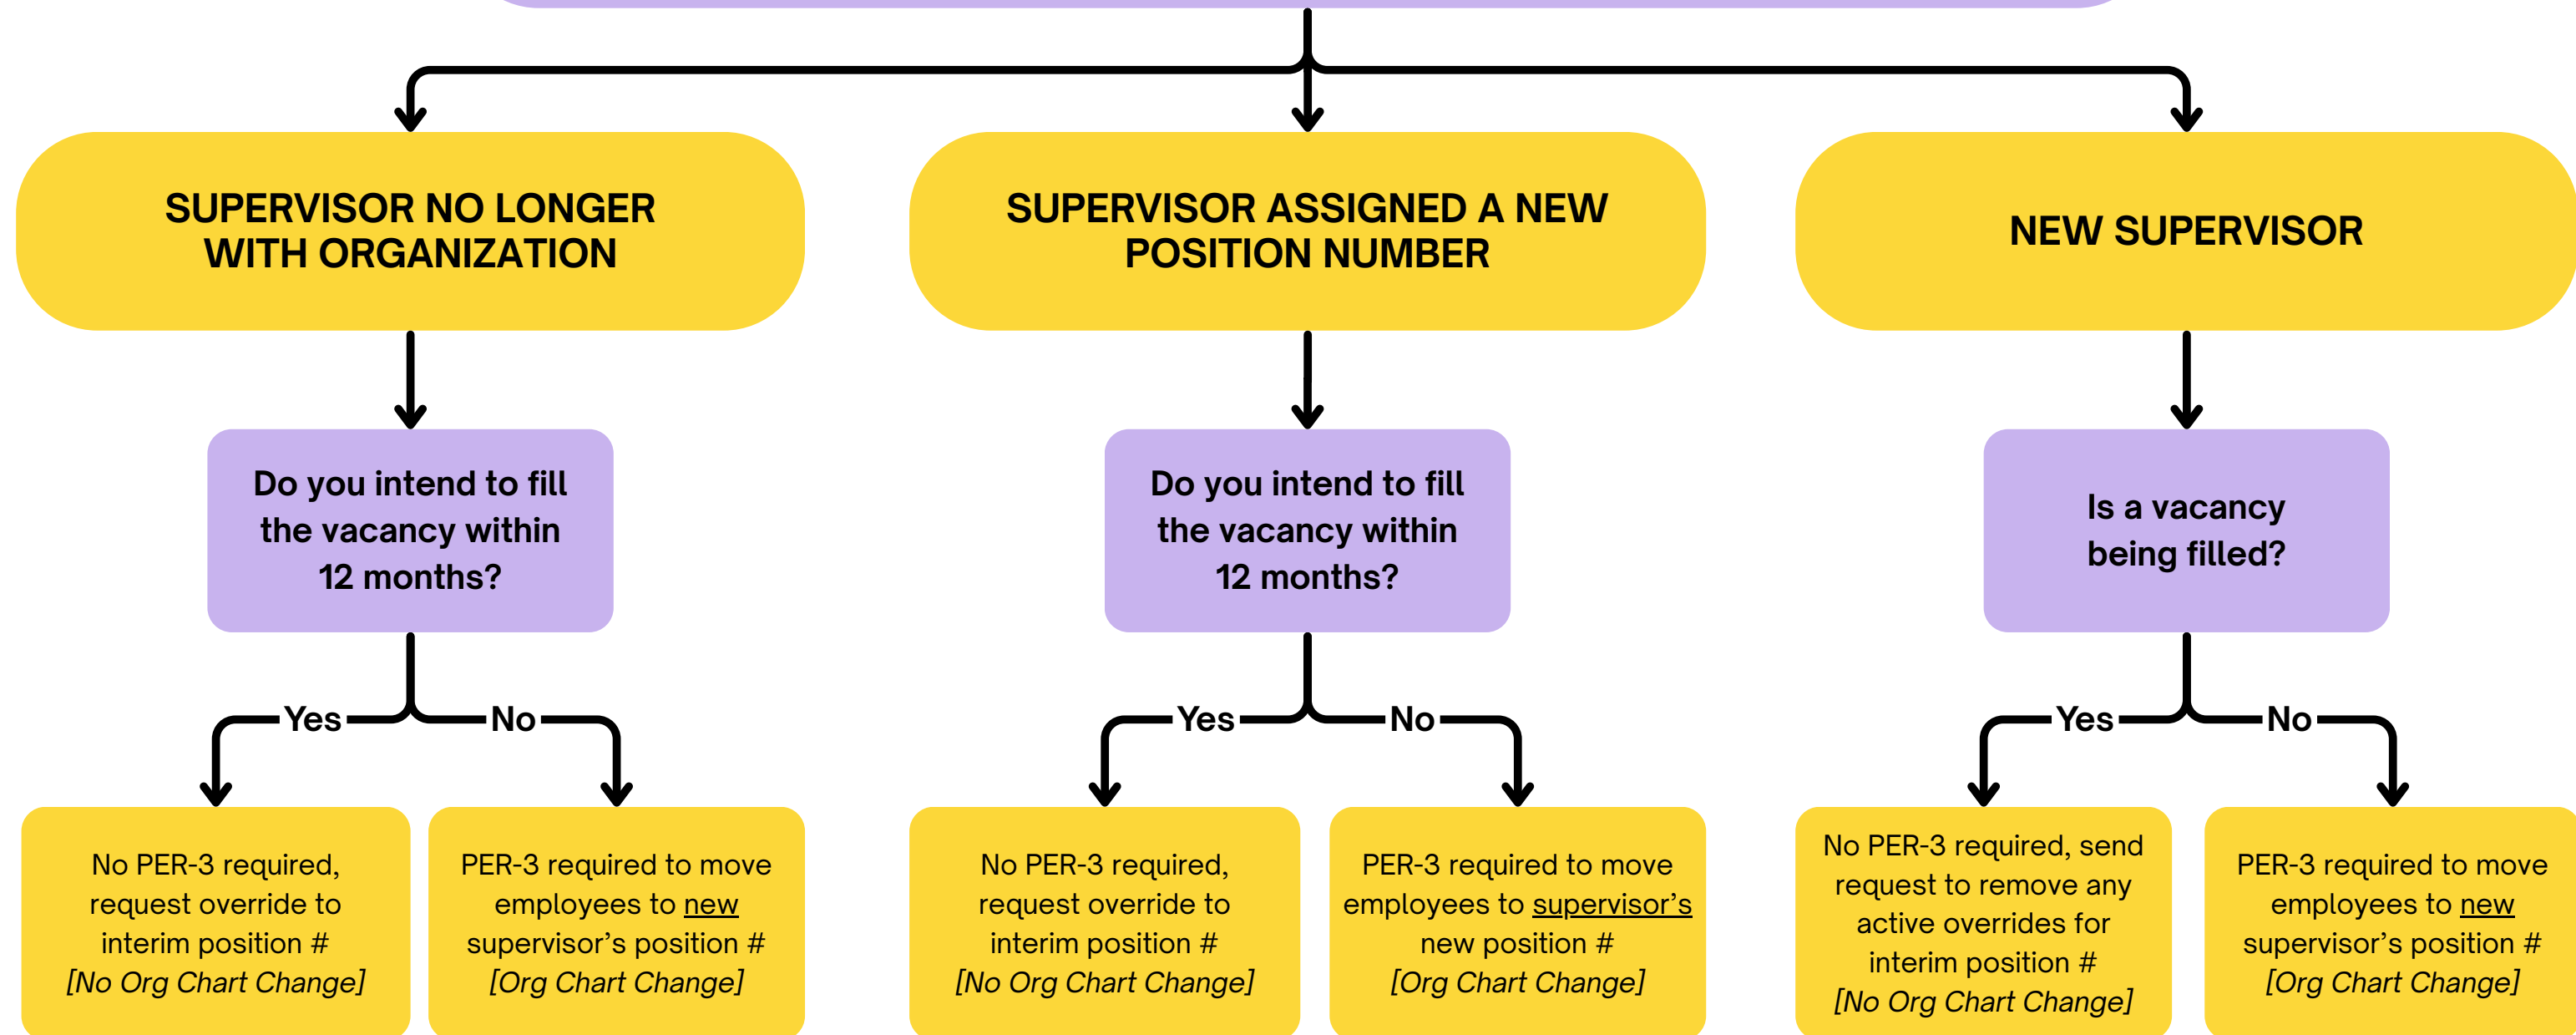 SUPERVISOR NO LONGER
WITH ORGANIZATION
SUPERVISOR ASSIGNED A NEW
POSITION NUMBER
NEW SUPERVISOR
Do you intend to fill
the vacancy within
12 months?
Do you intend to fill
the vacancy within
12 months?
Is a vacancy
being filled?
Yes
No
Yes
No
Yes
No
No PER-3 required,
request override to
interim position #
[No Org Chart Change]
PER-3 required to move
employees to new
supervisor's position #
[Org Chart Change]
No PER-3 required,
request override to
interim position #
[No Org Chart Change]
PER-3 required to move
employees to supervisor's
new position #
[Org Chart Change]
No PER-3 required, send
request to remove any
active overrides for
interim position #
[No Org Chart Change]
PER-3 required to move
employees to new
supervisor's position #
[Org Chart Change]